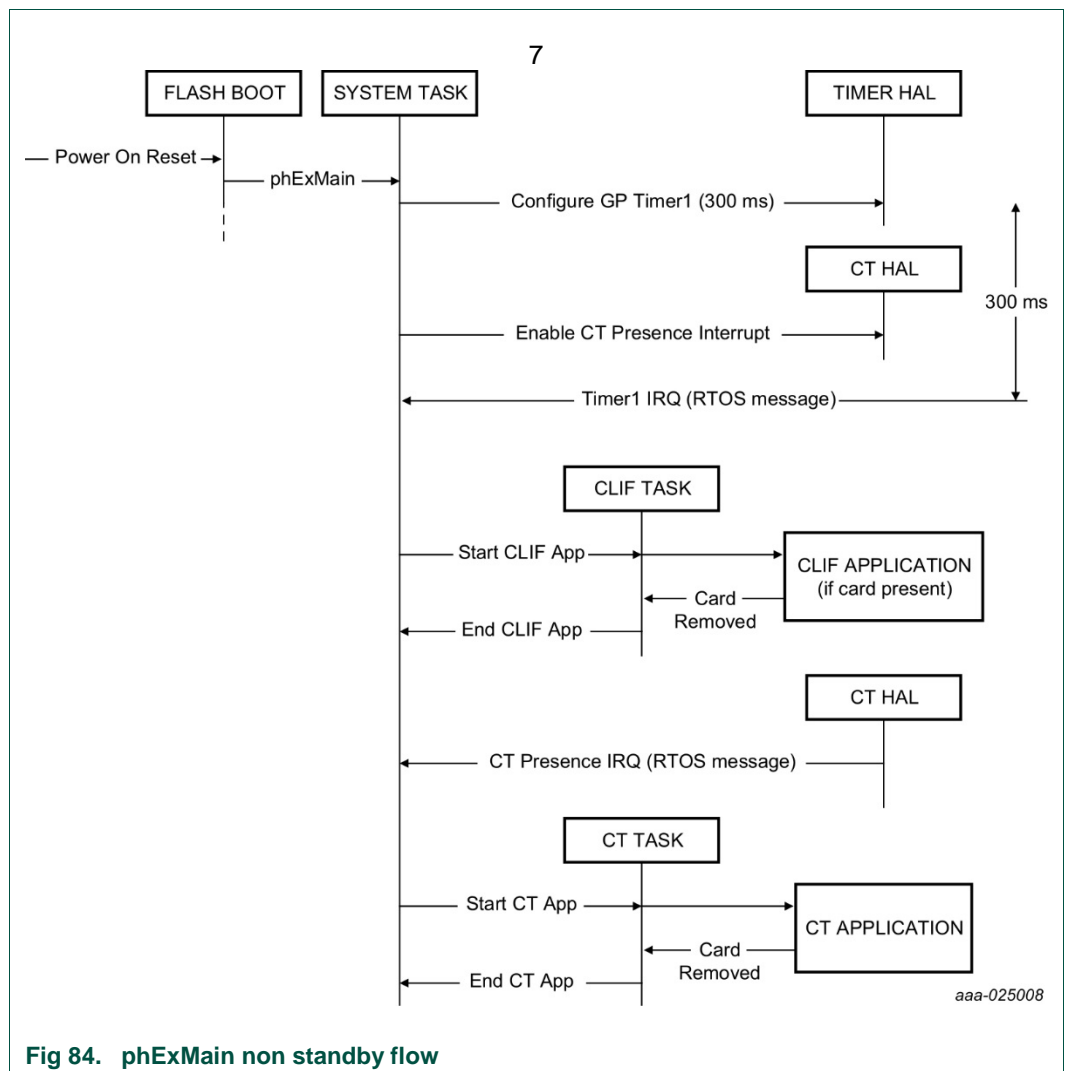 7
FLASH BOOT
SYSTEM TASK
TIMER HAL
Power On Reset
phExMain
Configure GP Timer1 (300 ms)
CT HAL
300 ms
Enable CT Presence Interrupt
Timer1 IRQ (RTOS message)
CLIF TASK
Start CLIF App
CLIF APPLICATION
(if card present)
Card
Removed
End CLIF App
CT HAL
CT Presence IRQ (RTOS message)
CT TASK
Start CT App
CT APPLICATION
Card
Removed
End CT App
aaa-025008
Fig 84. phExMain non standby flow